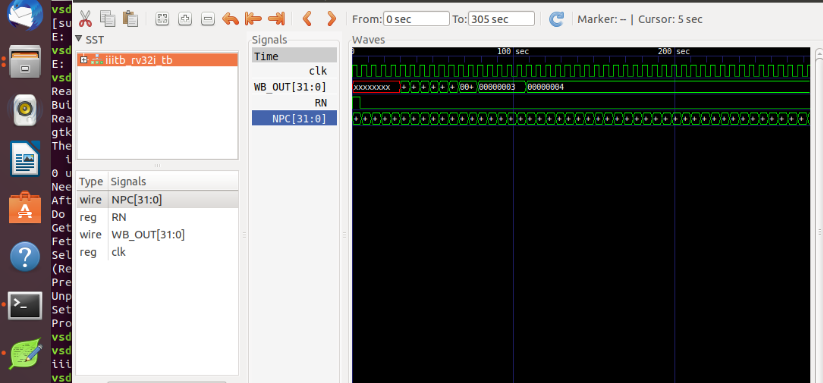 vsd
[su
E:
vsd
E:
vsd
Rea
Bui
Rea
gtk
The
i
0 u
Nee
Aft
Do
Get
Fet
Sel
(Re
Pre
Unp
Set
Pro
vsd
vsd
iii
vsd
From: 0 sec To: 305 sec Marker: -- | Cursor: 5 sec
SST
iiitb_rv32i_tb
Type Signals
wire NPC[31:0]
reg RN
wire WB_OUT[31:0]
reg clk
Signals
Time
clk
WB_OUT[31:0]
RN
NPC[31:0]
Waves
0 100 sec 200 sec
xxxxxxxx + + + + + + 00+ 00000003 00000004
+ + + + + + + + + + + + + + + + + + + + + + + + + + + + + + + + + + + + + + + + + + + + + + +